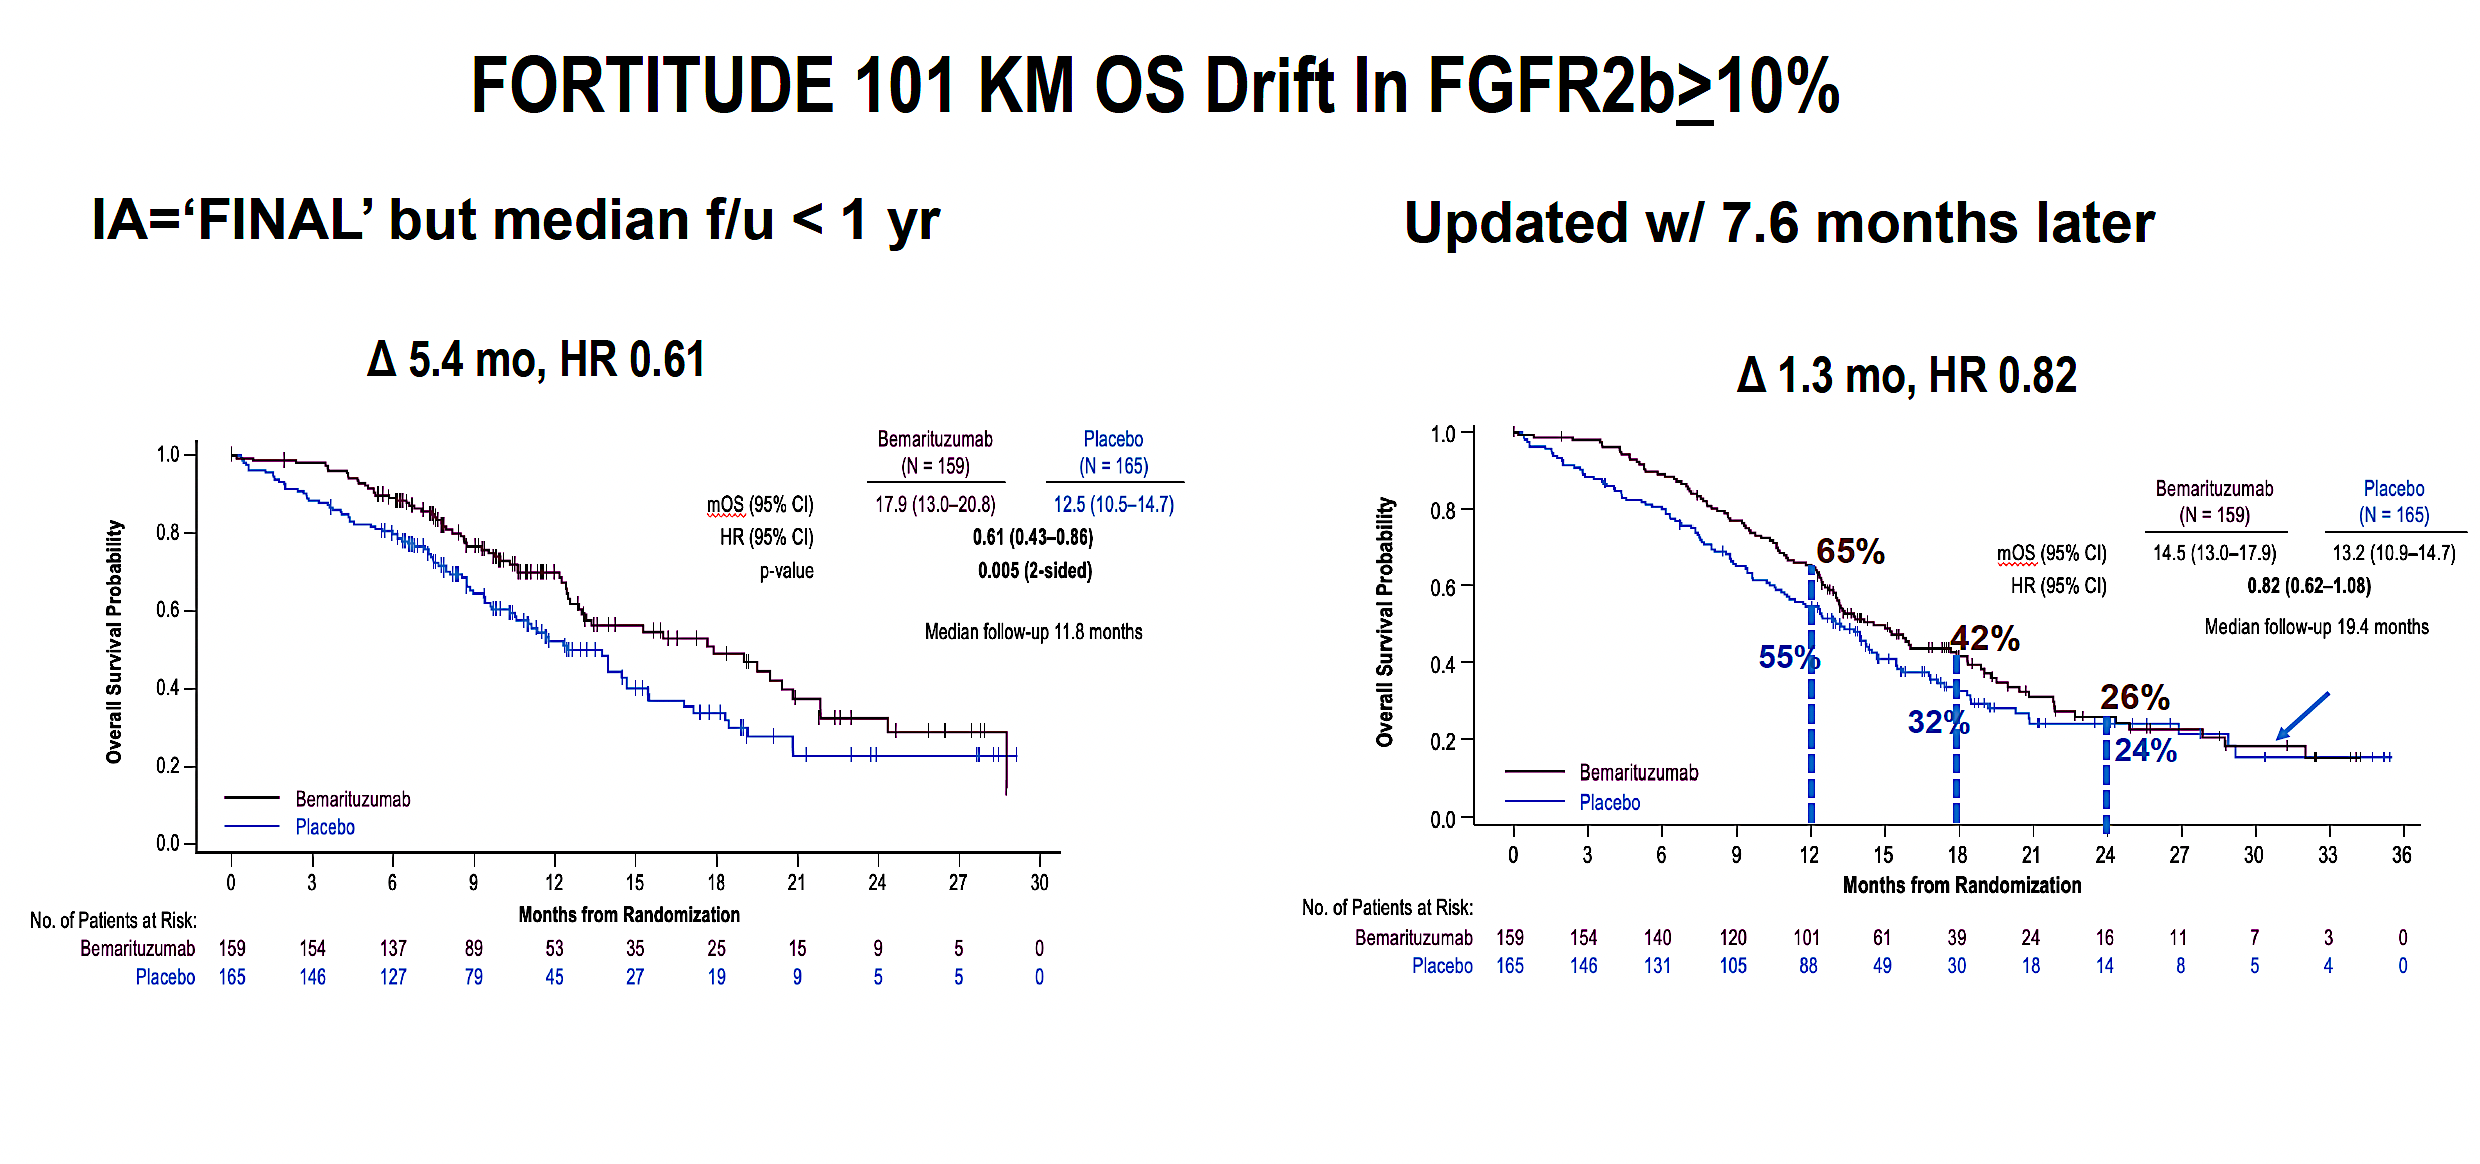 FORTITUDE 101 KM OS Drift In FGFR2b≥10%
IA=‘FINAL’ but median f/u < 1 yr
Δ 5.4 mo, HR 0.61
Bemarituzumab Placebo
(N = 159) (N = 165)
mOS (95% CI) 17.9 (13.0–20.8) 12.5 (10.5–14.7)
HR (95% CI) 0.61 (0.43–0.86)
p-value 0.005 (2-sided)
Median follow-up 11.8 months
Overall Survival Probability
1.0
0.8
0.6
0.4
0.2
0.0
Bemarituzumab
Placebo
0 3 6 9 12 15 18 21 24 27 30
Months from Randomization
No. of Patients at Risk:
Bemarituzumab 159 154 137 89 53 35 25 15 9 5 0
Placebo 165 146 127 79 45 27 19 9 5 5 0
Updated w/ 7.6 months later
Δ 1.3 mo, HR 0.82
Bemarituzumab Placebo
(N = 159) (N = 165)
mOS (95% CI) 14.5 (13.0–17.9) 13.2 (10.9–14.7)
HR (95% CI) 0.82 (0.62–1.08)
Median follow-up 19.4 months
Overall Survival Probability
1.0
0.8
0.6
0.4
0.2
0.0
65%
55%
42%
32%
26%
24%
Bemarituzumab
Placebo
0 3 6 9 12 15 18 21 24 27 30 33 36
Months from Randomization
No. of Patients at Risk:
Bemarituzumab 159 154 140 120 101 61 39 24 16 11 7 3 0
Placebo 165 146 131 105 88 49 30 18 14 8 5 4 0